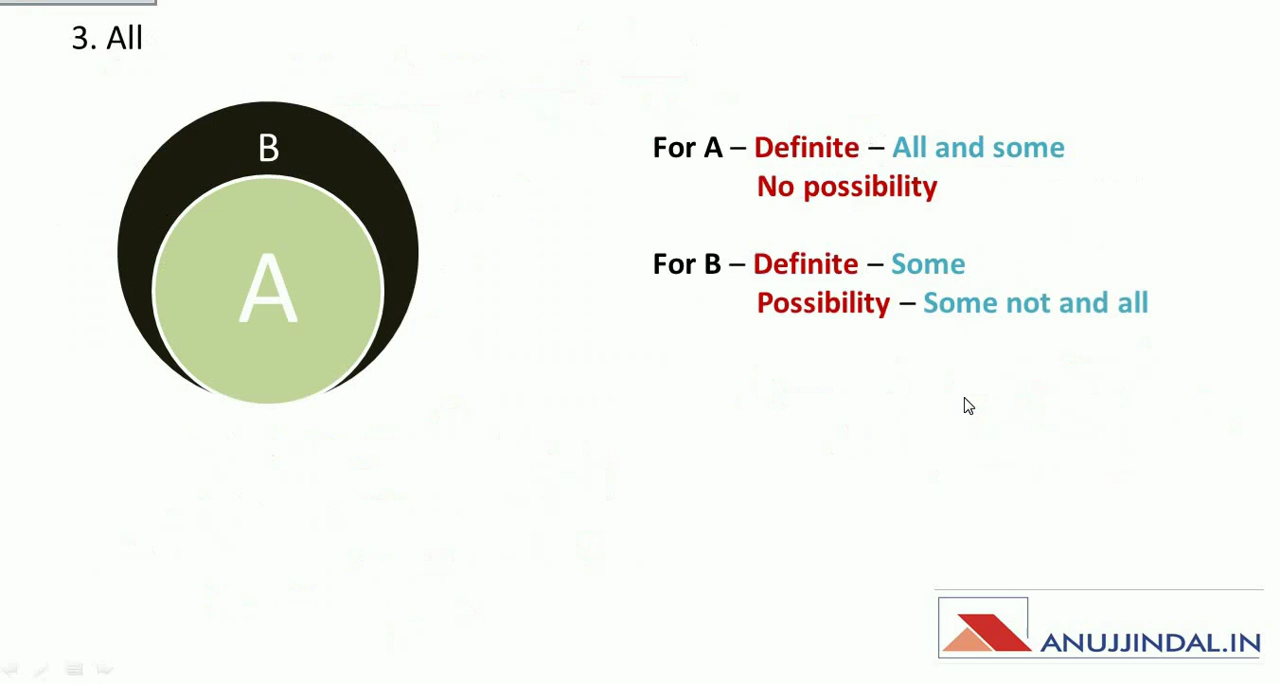 3. All
B
A
For A – Definite – All and some
No possibility
For B – Definite – Some
Possibility – Some not and all
ANUJJINDAL.IN